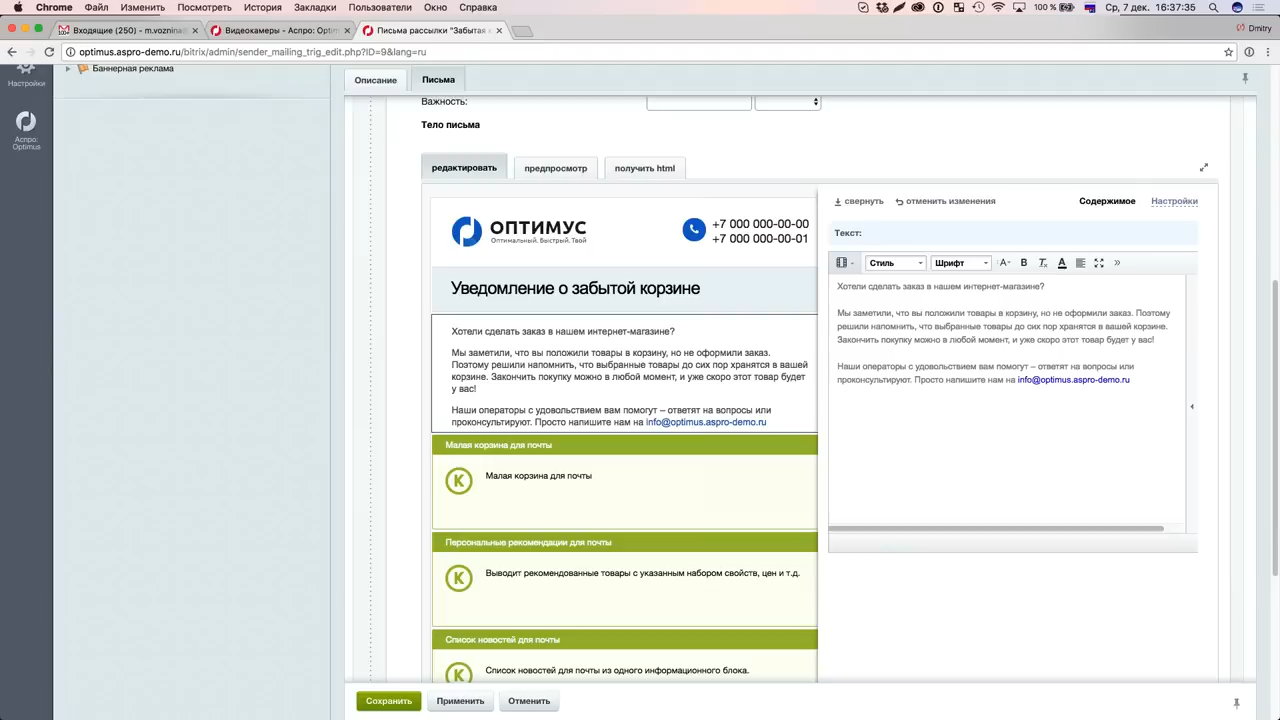 Chrome Файл Изменить Посмотреть История Закладки Пользователи Окно Справка 100 % Ср, 7 дек. 16:37:35
Входящие (250) - m.voznina Видеокамеры - Аспро: Опти Письма рассылки "Забытая к Dmitry
optimus.aspro-demo.ru/bitrix/admin/sender_mailing_trig_edit.php?ID=9&lang=ru
Настройки
Баннерная реклама
Аспро:
Optimus
Описание Письма
Важность:
Тело письма
редактировать предпросмотр получить html
ОПТИМУС
Оптимальный. Быстрый. Твой
+7 000 000-00-00
+7 000 000-00-01
Уведомление о забытой корзине
Хотели сделать заказ в нашем интернет-магазине?
Мы заметили, что вы положили товары в корзину, но не оформили заказ.
Поэтому решили напомнить, что выбранные товары до сих пор хранятся в вашей
корзине. Закончить покупку можно в любой момент, и уже скоро этот товар будет
у вас!
Наши операторы с удовольствием вам помогут – ответят на вопросы или
проконсультируют. Просто напишите нам на info@optimus.aspro-demo.ru
Малая корзина для почты
K
Малая корзина для почты
Персональные рекомендации для почты
K
Выводит рекомендованные товары с указанным набором свойств, цен и т.д.
Список новостей для почты
K
Список новостей для почты из одного информационного блока.
свернуть отменить изменения Содержимое Настройки
Текст:
Стиль Шрифт A B T A »
Хотели сделать заказ в нашем интернет-магазине?
Мы заметили, что вы положили товары в корзину, но не оформили заказ. Поэтому
решили напомнить, что выбранные товары до сих пор хранятся в вашей корзине.
Закончить покупку можно в любой момент, и уже скоро этот товар будет у вас!
Наши операторы с удовольствием вам помогут – ответят на вопросы или
проконсультируют. Просто напишите нам на info@optimus.aspro-demo.ru
Сохранить Применить Отменить